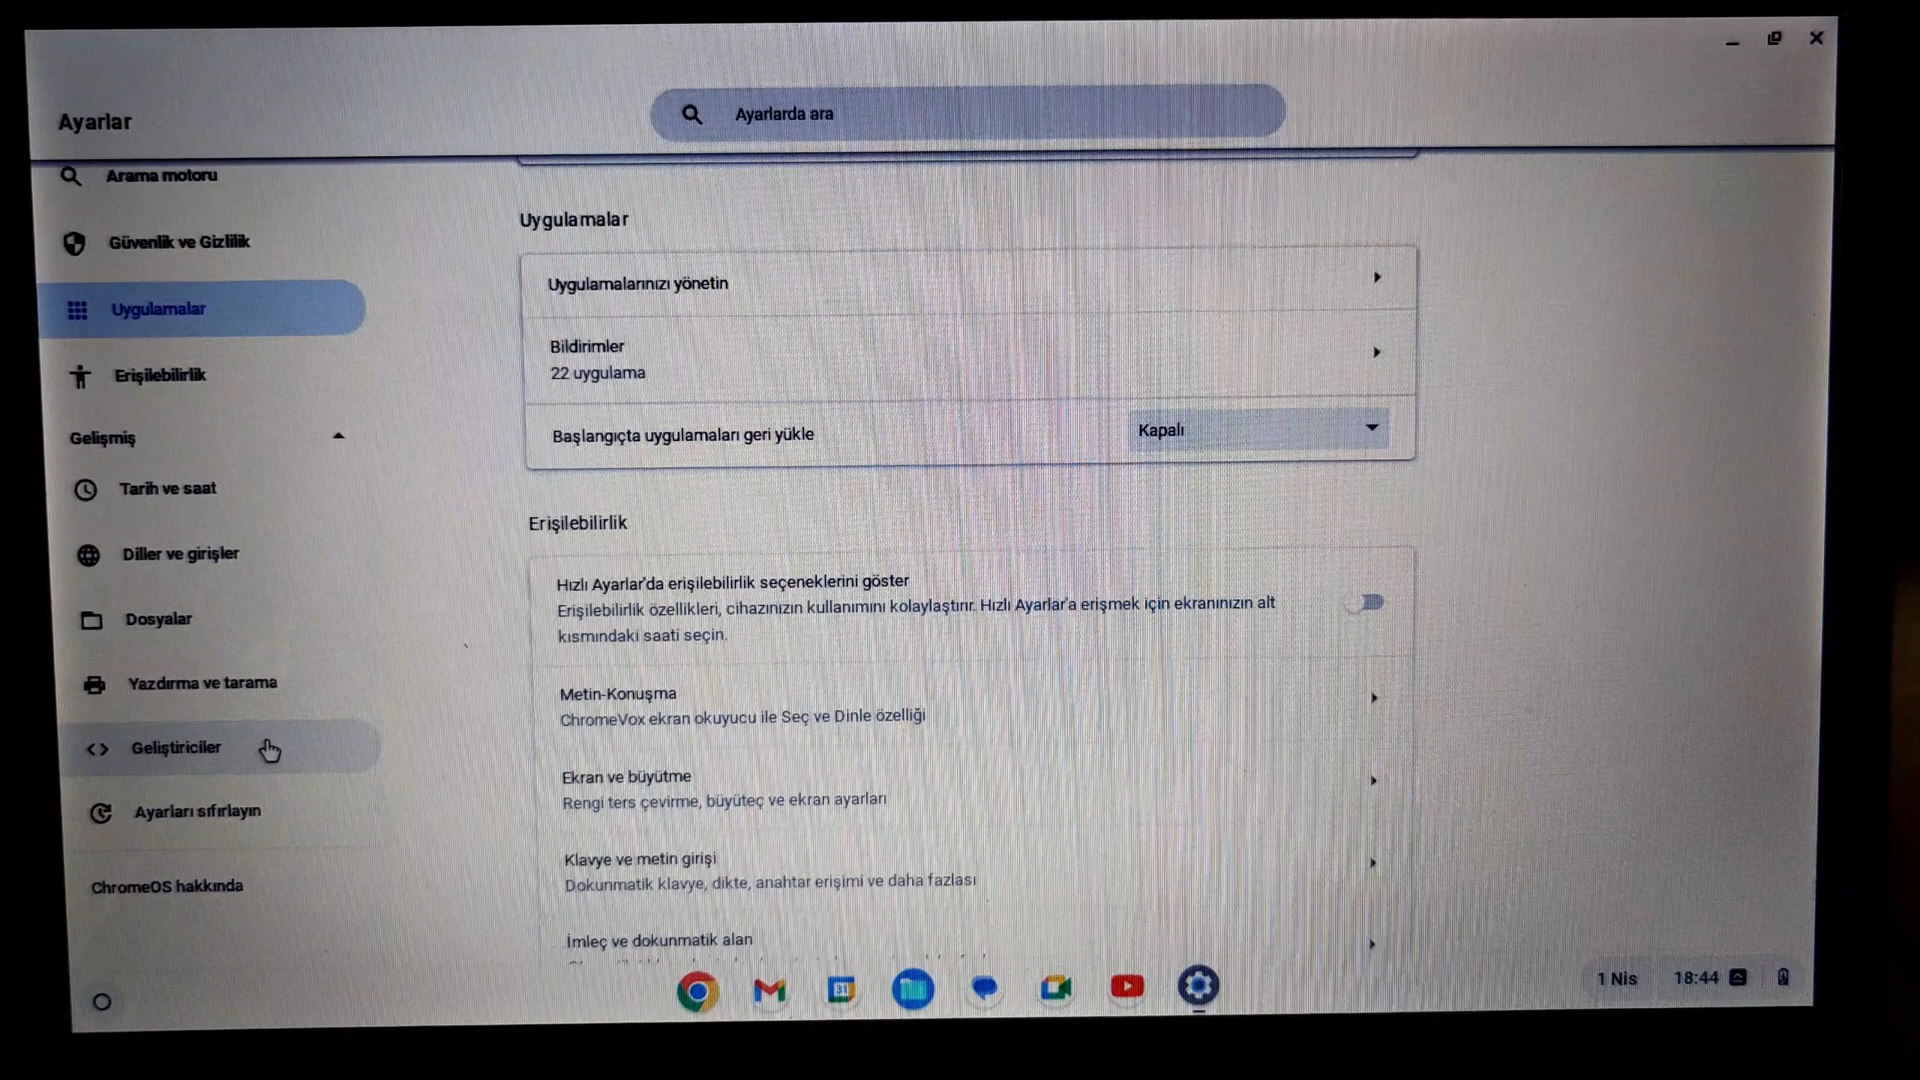 Ayarlar
Ayarlarda ara
Arama motoru
Güvenlik ve Gizlilik
Uygulamalar
Erişilebilirlik
Gelişmiş
Tarih ve saat
Diller ve girişler
Dosyalar
Yazdırma ve tarama
Geliştiriciler
Ayarları sıfırlayın
ChromeOS hakkında
Uygulamalar
Uygulamalarınızı yönetin
Bildirimler
22 uygulama
Başlangıçta uygulamaları geri yükle
Kapalı
Erişilebilirlik
Hızlı Ayarlar'da erişilebilirlik seçeneklerini göster
Erişilebilirlik özellikleri, cihazınızın kullanımını kolaylaştırır. Hızlı Ayarlar'a erişmek için ekranınızın alt
kısmındaki saati seçin.
Metin-Konuşma
ChromeVox ekran okuyucu ile Seç ve Dinle özelliği
Ekran ve büyütme
Rengi ters çevirme, büyüteç ve ekran ayarları
Klavye ve metin girişi
Dokunmatik klavye, dikte, anahtar erişimi ve daha fazlası
İmleç ve dokunmatik alan
31
1 Nis
18:44